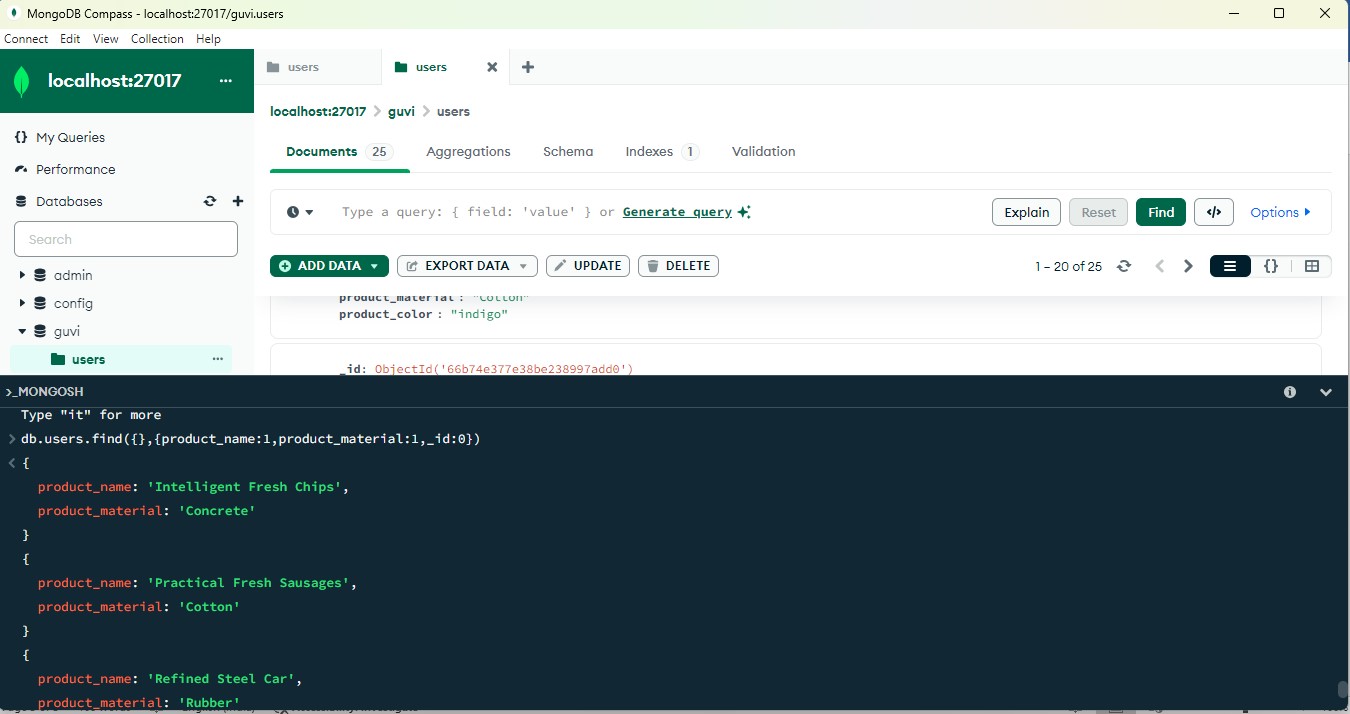 MongoDB Compass - localhost:27017/guvi.users
Connect Edit View Collection Help
localhost:27017 ...
{} My Queries
Performance
Databases
Search
admin
config
guvi
users ...
users
users
localhost:27017 > guvi > users
Documents 25 Aggregations Schema Indexes 1 Validation
Type a query: { field: 'value' } or Generate query
Explain Reset Find </> Options
ADD DATA EXPORT DATA UPDATE DELETE
1 – 20 of 25 {}
product_material : "Cotton"
product_color : "indigo"
_id: ObjectId('66b74e377e38be238997add0')
>_MONGOSH
Type "it" for more
> db.users.find({},{product_name:1,product_material:1,_id:0})
< {
product_name: 'Intelligent Fresh Chips',
product_material: 'Concrete'
}
{
product_name: 'Practical Fresh Sausages',
product_material: 'Cotton'
}
{
product_name: 'Refined Steel Car',
product_material: 'Rubber'